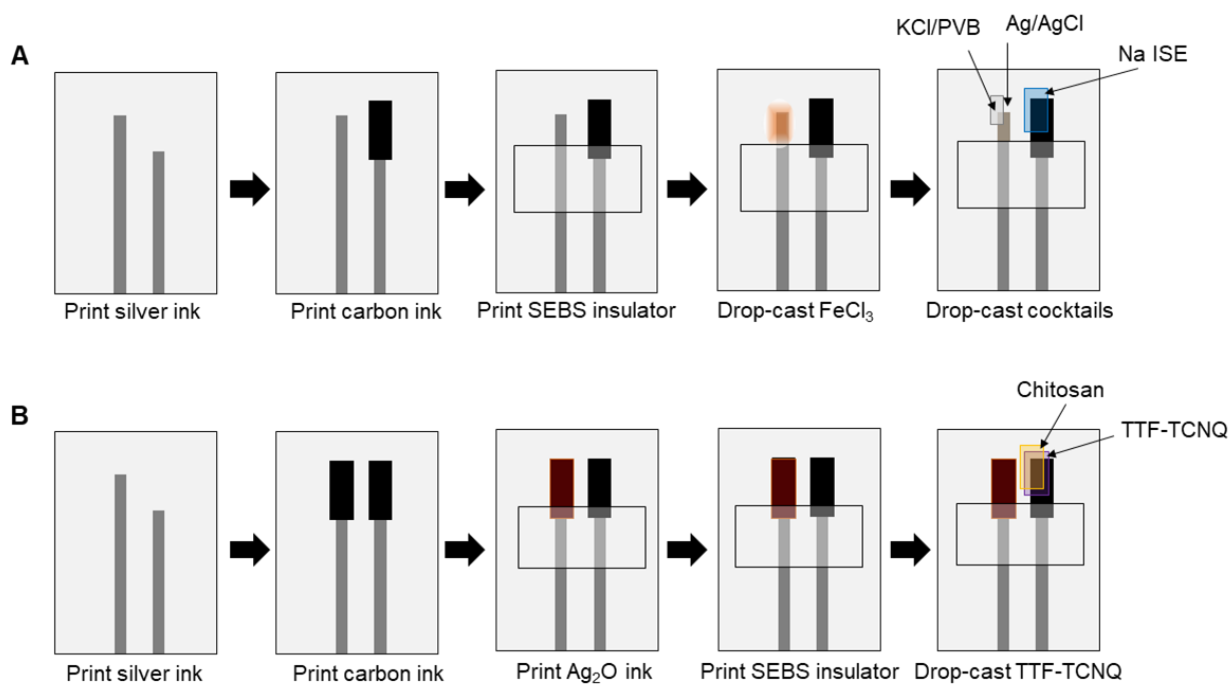 A
KCl/PVB
Ag/AgCl
Na ISE
Print silver ink
Print carbon ink
Print SEBS insulator
Drop-cast FeCl₃
Drop-cast cocktails
B
Chitosan
TTF-TCNQ
Print silver ink
Print carbon ink
Print Ag₂O ink
Print SEBS insulator
Drop-cast TTF-TCNQ